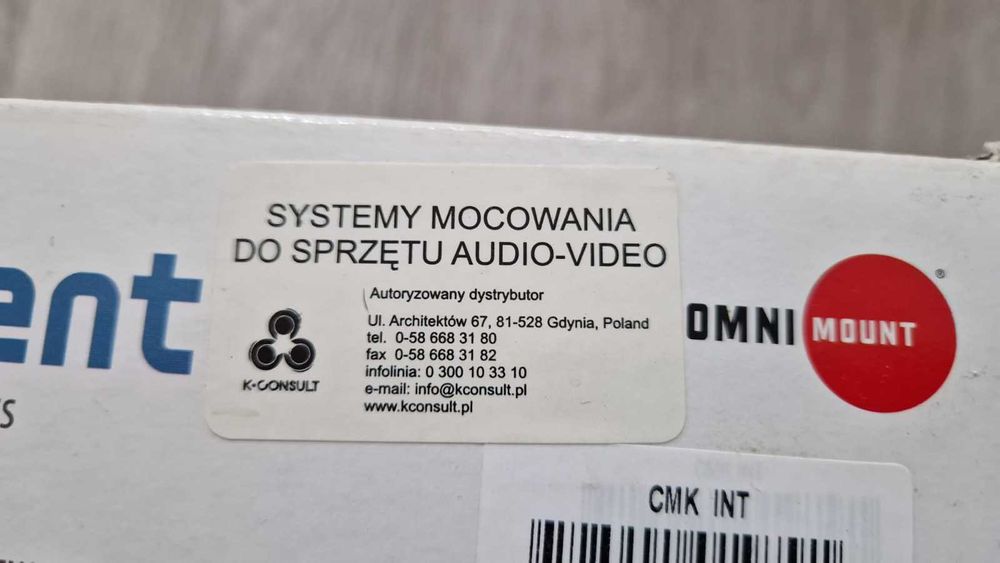 SYSTEMY MOCOWANIA
DO SPRZĘTU AUDIO-VIDEO
Autoryzowany dystrybutor
Ul. Architektów 67, 81-528 Gdynia, Poland
tel. 0-58 668 31 80
fax 0-58 668 31 82
infolinia: 0 300 10 33 10
e-mail: info@kconsult.pl
www.kconsult.pl
K-CONSULT
ent
OMNI MOUNT®
CMK INT